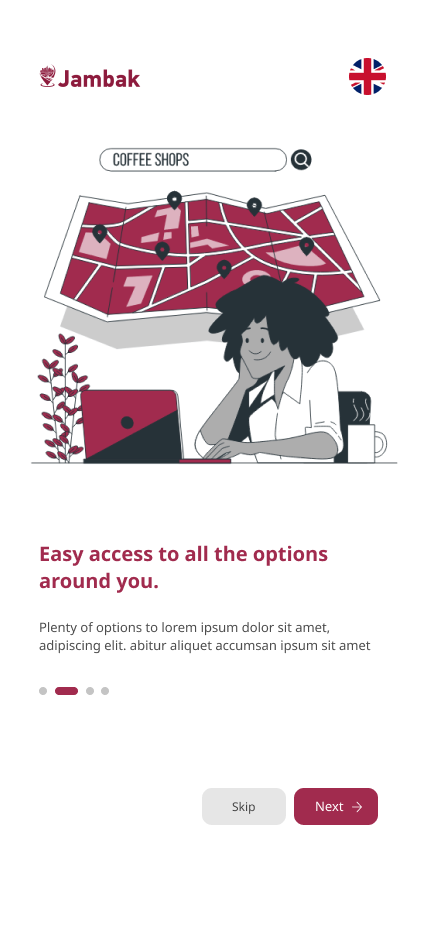 Jambak
COFFEE SHOPS
Easy access to all the options
around you.
Plenty of options to lorem ipsum dolor sit amet,
adipiscing elit. abitur aliquet accumsan ipsum sit amet
Skip
Next